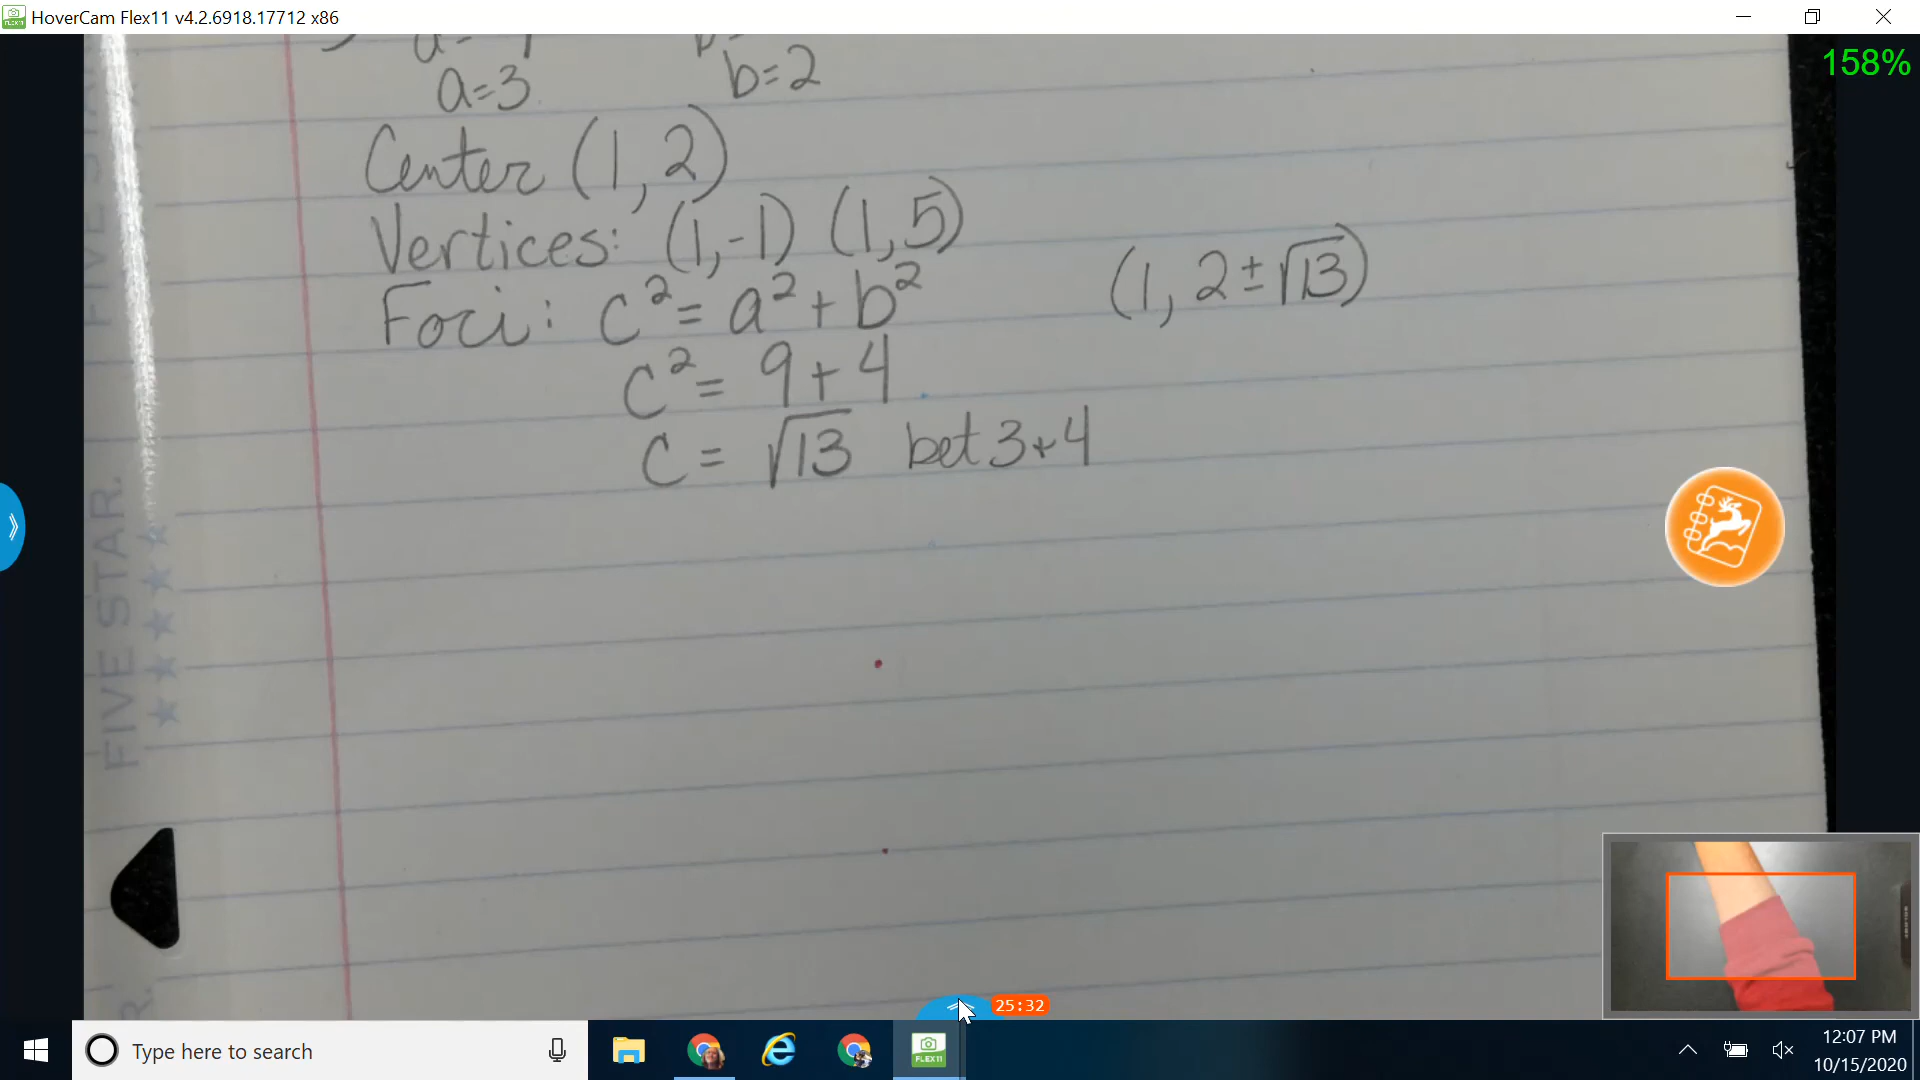 HoverCam Flex11 v4.2.6918.17712 x86
158%
a=3 b=2
Center (1, 2)
Vertices: (1,-1) (1,5)
Foci: c²= a² + b² (1, 2±√13)
c² = 9+4
c = √13 bet 3+4
FIVE STAR.
25:32
Type here to search
FLEX11
12:07 PM
10/15/2020